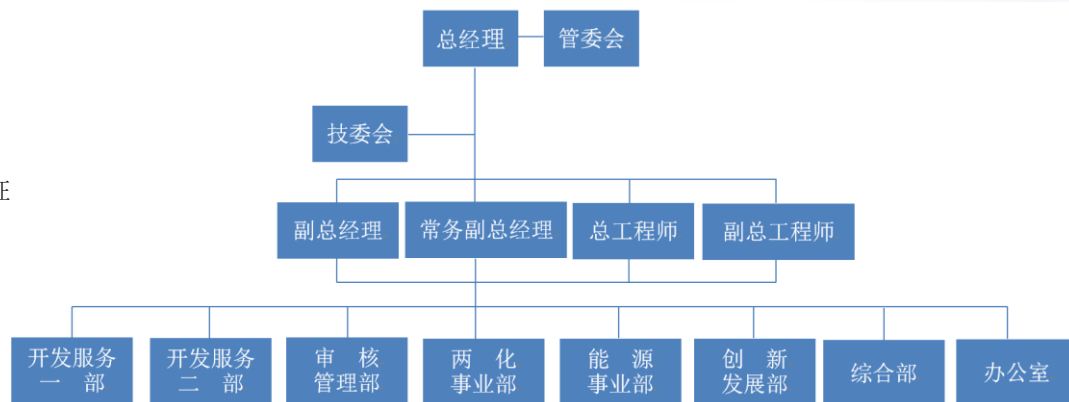 总经理
管委会
技委会
证
副总经理
常务副总经理
总工程师
副总工程师
开发服务
一 部
开发服务
二 部
审 核
管理部
两 化
事业部
能 源
事业部
创 新
发展部
综合部
办公室